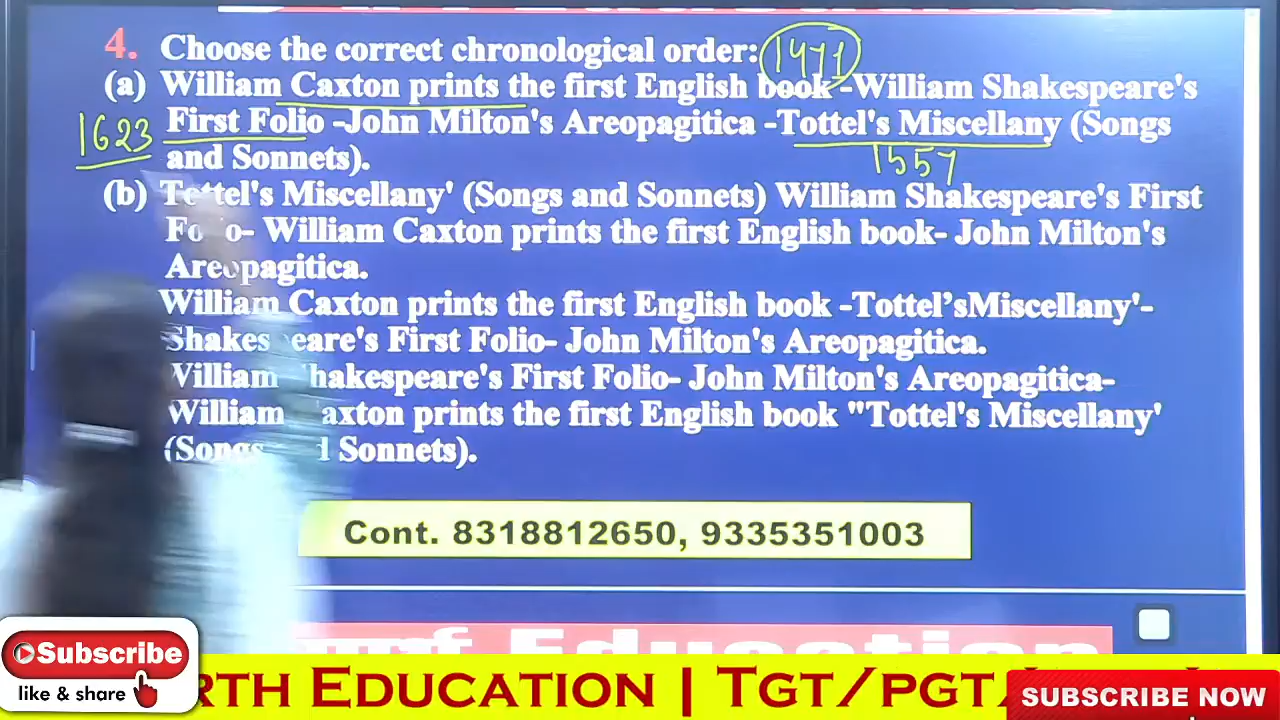 4. Choose the correct chronological order: 1471
(a) William Caxton prints the first English book -William Shakespeare's
1623 First Folio -John Milton's Areopagitica -Tottel's Miscellany (Songs
1557
and Sonnets).
(b) Tottel's Miscellany' (Songs and Sonnets) William Shakespeare's First
Folio- William Caxton prints the first English book- John Milton's
Areopagitica.
William Caxton prints the first English book -Tottel’sMiscellany'-
Shakespeare's First Folio- John Milton's Areopagitica.
William Shakespeare's First Folio- John Milton's Areopagitica-
William Caxton prints the first English book "Tottel's Miscellany'
(Songs and Sonnets).
Cont. 8318812650, 9335351003
Education
Subscribe
like & share
RTH EDUCATION | TGT/PGT
SUBSCRIBE NOW